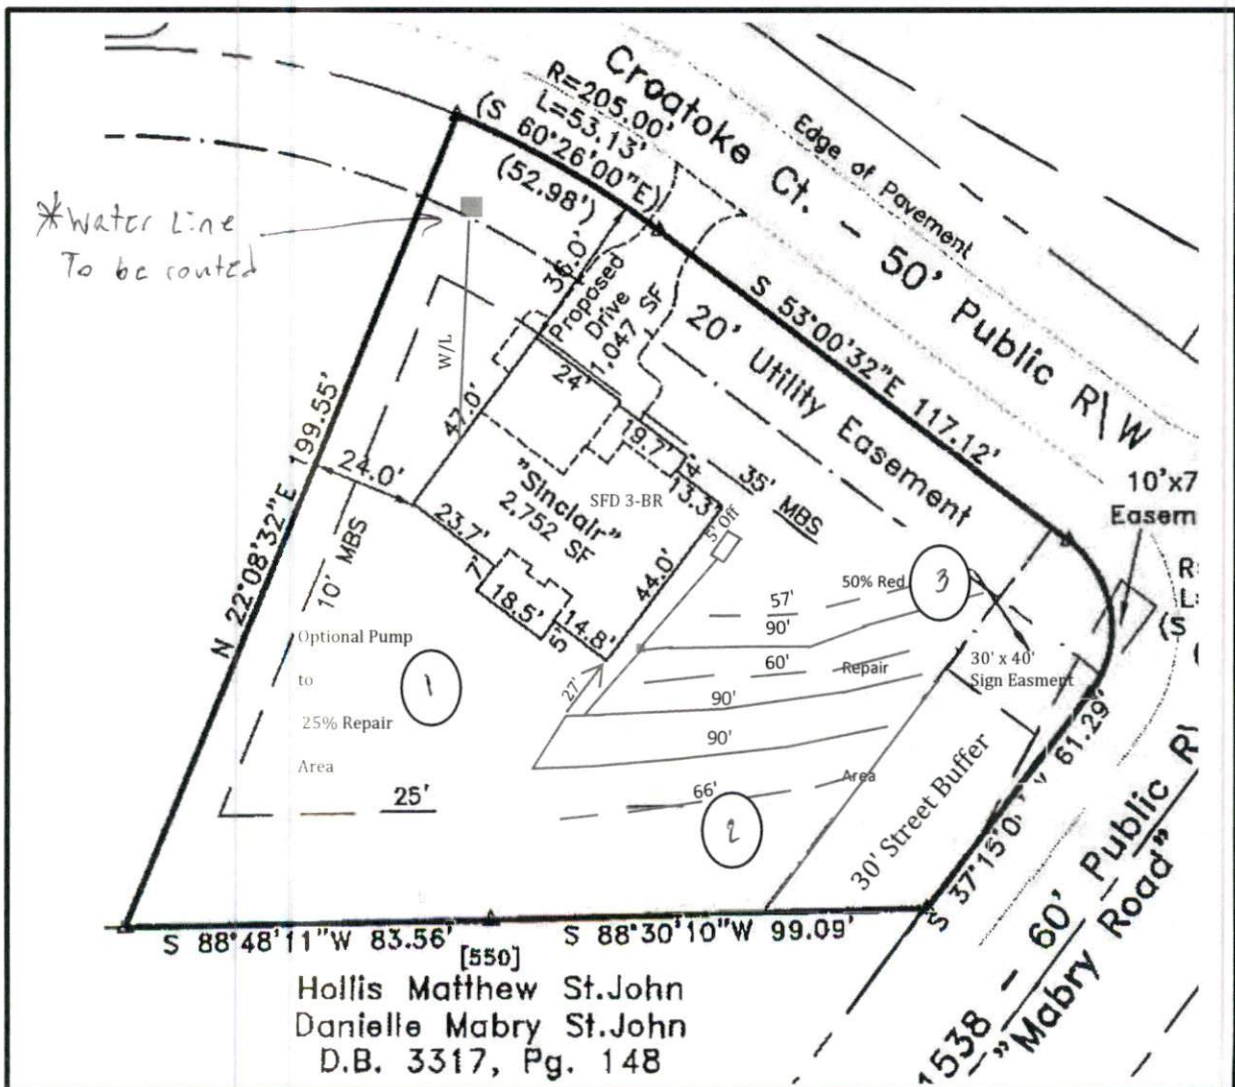 Croatoke Ct. - 50' Public R\W
R=205.00'
L=53.13'
(S 60°26'00"E)
(52.98')
Edge of Pavement
*Water Line
To be routed
36.0'
Proposed
Drive
1,047 SF
S 53°00'32"E 117.12'
20' Utility Easement
W/L
24'
47.0'
N 22°08'32"E 199.55'
24.0'
10' MBS
19.7'
4'
13.3'
35' MBS
10'x7
Easem
"Sinclair"
2,752 SF
SFD 3-BR
23.7'
7'
18.5'
5'
14.8'
44.0'
5' Off
R
L
(S
(
50% Red
3
57'
90'
60'
Repair
30' x 40'
Sign Easment
Optional Pump
to
25% Repair
Area
1
27'
90'
90'
Area
66'
2
25'
30' Street Buffer
61.29'
S 88°48'11"W 83.56'
S 88°30'10"W 99.09'
[550]
Hollis Matthew St.John
Danielle Mabry St.John
D.B. 3317, Pg. 148
1538 - 60' Public R\
"Mabry Road"